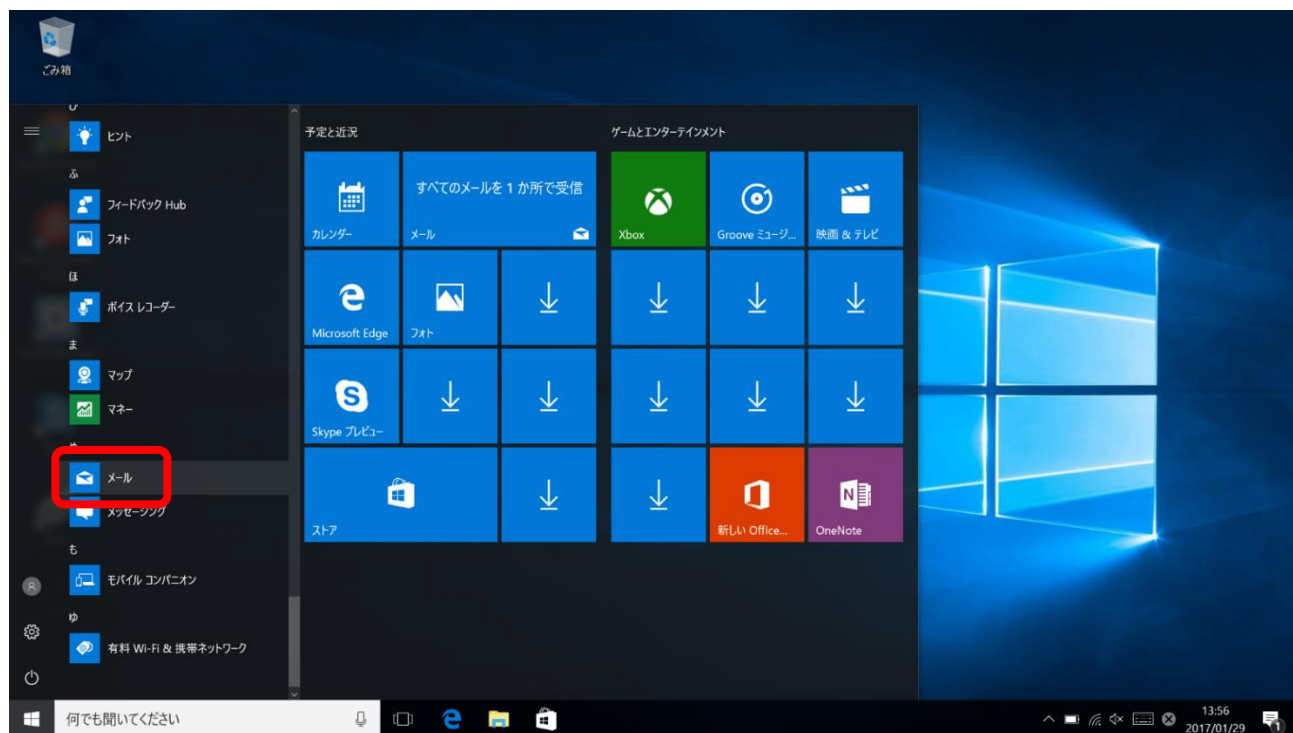 ごみ箱
ひ
ヒント
ふ
フィードバック Hub
フォト
ほ
ボイス レコーダー
ま
マップ
マネー
メール
メッセージング
も
モバイル コンパニオン
ゆ
有料 Wi-Fi & 携帯ネットワーク
予定と近況
カレンダー
すべてのメールを 1 か所で受信
メール
Microsoft Edge
フォト
Skype プレビュー
ストア
ゲームとエンターテインメント
Xbox
Groove ミュージ...
映画 & テレビ
新しい Office...
OneNote
何でも聞いてください
13:56
2017/01/29
1